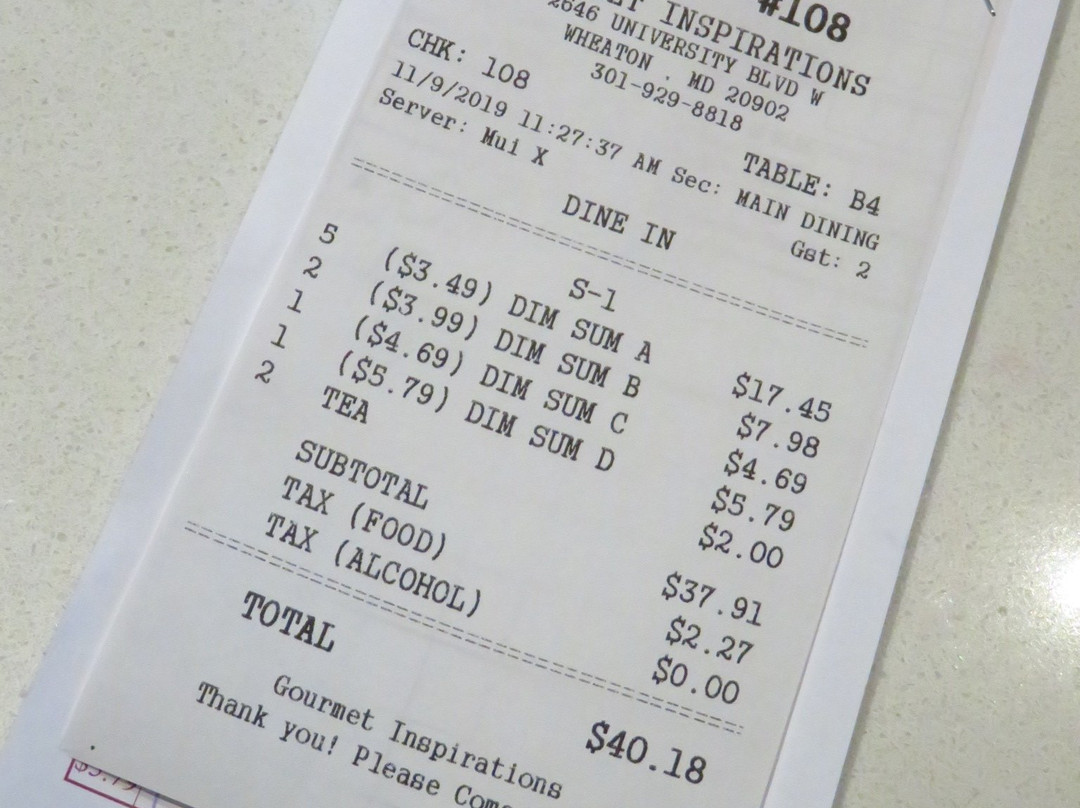 #108
INSPIRATIONS
2646 UNIVERSITY BLVD W
WHEATON , MD 20902
301-929-8818
CHK: 108 TABLE: B4
11/9/2019 11:27:37 AM Sec: MAIN DINING
Server: Mui X Gst: 2
DINE IN
S-1
5 ($3.49) DIM SUM A $17.45
2 ($3.99) DIM SUM B $7.98
1 ($4.69) DIM SUM C $4.69
1 ($5.79) DIM SUM D $5.79
2 TEA $2.00
SUBTOTAL $37.91
TAX (FOOD) $2.27
TAX (ALCOHOL) $0.00
TOTAL $40.18
Gourmet Inspirations
Thank you! Please Come